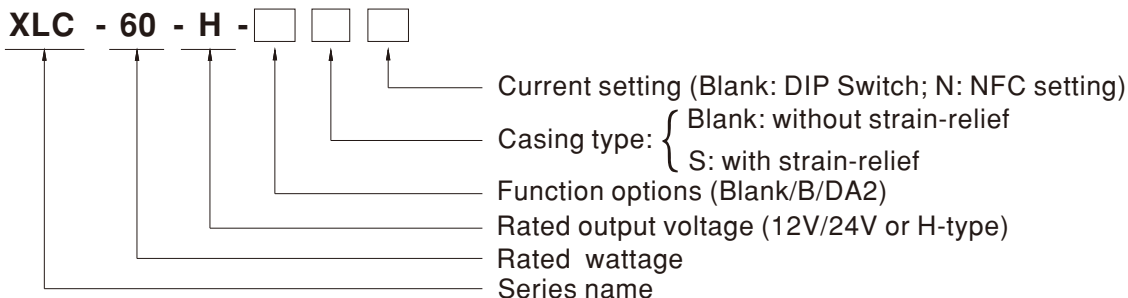 XLC - 60 - H -
Current setting (Blank: DIP Switch; N: NFC setting)
Casing type: { Blank: without strain-relief
S: with strain-relief
Function options (Blank/B/DA2)
Rated output voltage (12V/24V or H-type)
Rated wattage
Series name